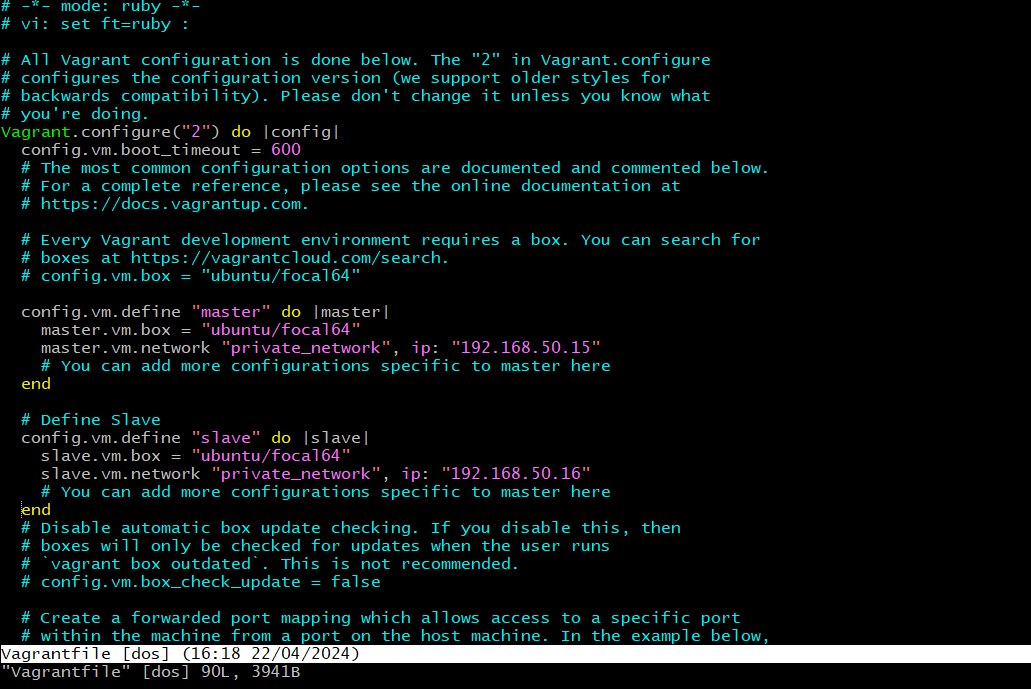 # -*- mode: ruby -*-
# vi: set ft=ruby :

# All Vagrant configuration is done below. The "2" in Vagrant.configure
# configures the configuration version (we support older styles for
# backwards compatibility). Please don't change it unless you know what
# you're doing.
Vagrant.configure("2") do |config|
  config.vm.boot_timeout = 600
  # The most common configuration options are documented and commented below.
  # For a complete reference, please see the online documentation at
  # https://docs.vagrantup.com.

  # Every Vagrant development environment requires a box. You can search for
  # boxes at https://vagrantcloud.com/search.
  # config.vm.box = "ubuntu/focal64"

  config.vm.define "master" do |master|
    master.vm.box = "ubuntu/focal64"
    master.vm.network "private_network", ip: "192.168.50.15"
    # You can add more configurations specific to master here
  end

  # Define Slave
  config.vm.define "slave" do |slave|
    slave.vm.box = "ubuntu/focal64"
    slave.vm.network "private_network", ip: "192.168.50.16"
    # You can add more configurations specific to master here
  end
  # Disable automatic box update checking. If you disable this, then
  # boxes will only be checked for updates when the user runs
  # `vagrant box outdated`. This is not recommended.
  # config.vm.box_check_update = false

  # Create a forwarded port mapping which allows access to a specific port
  # within the machine from a port on the host machine. In the example below,
Vagrantfile [dos] (16:18 22/04/2024)
"Vagrantfile" [dos] 90L, 3941B